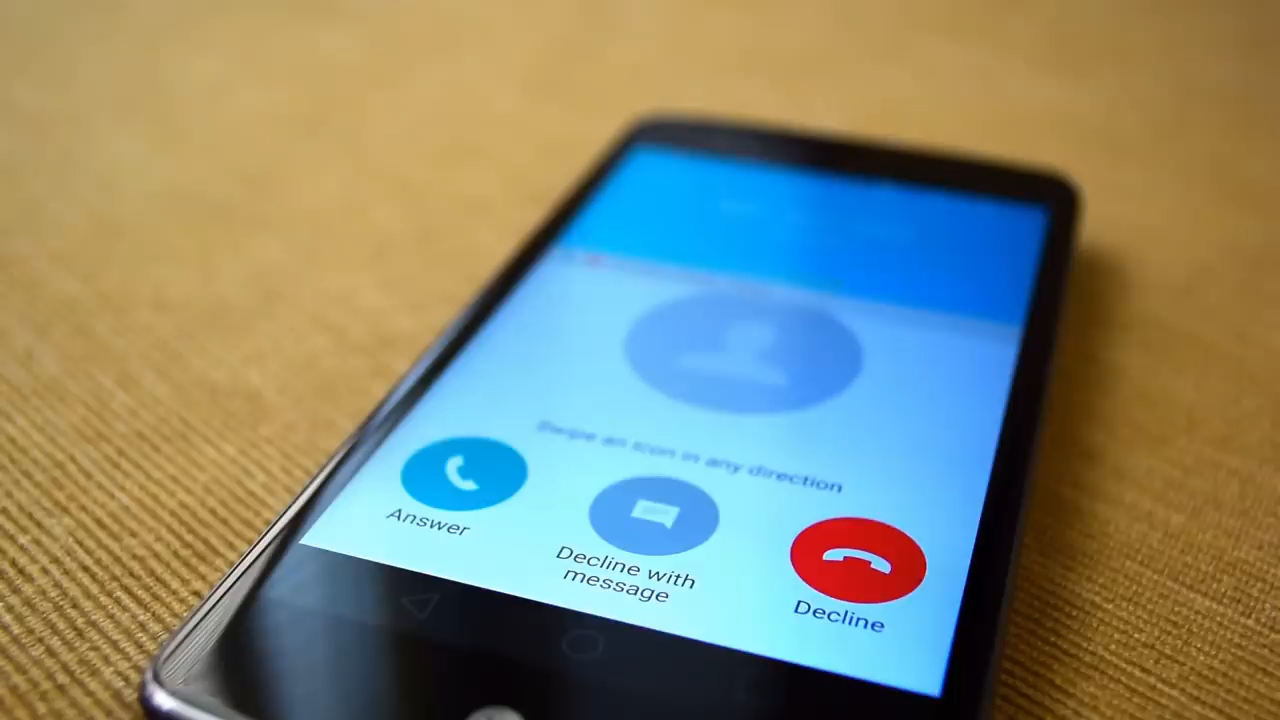 Swipe an icon in any direction
Answer
Decline with
message
Decline